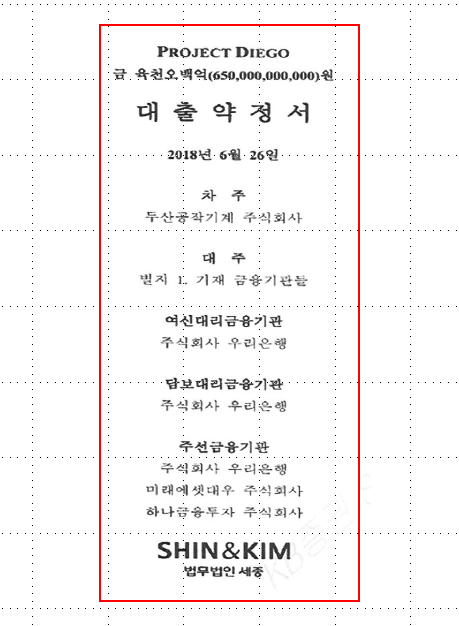 PROJECT DIEGO
금 육천오백억(650,000,000,000)원
대 출 약 정 서
2018년 6월 26일
차 주
두산공작기계 주식회사
대 주
별지 1. 기재 금융기관들
여신대리금융기관
주식회사 우리은행
담보대리금융기관
주식회사 우리은행
주선금융기관
주식회사 우리은행
미래에셋대우 주식회사
하나금융투자 주식회사
SHIN&KIM
법무법인 세종
KB증권